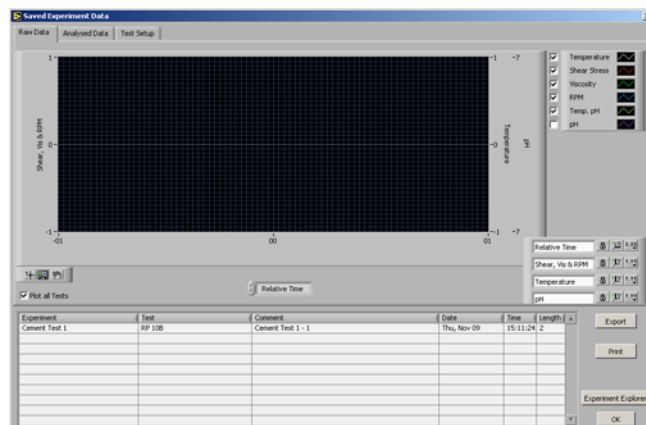 Saved Experiment Data
Raw Data Analysed Data Test Setup
Temperature
Shear Stress
Viscosity
RPM
Temp. pH
pH
1 -1 -7
Shear, Vis & RPM
0 -0 -0
Temperature
pH
-1 -1 -7
-01 00 01
Relative Time
Plot all Tests
Relative Time
Shear, Vis & RPM
Temperature
pH
Experiment Test Comment Date Time Length
Cement Test 1 RP 10B Cement Test 1 - 1 Thu, Nov 09 15:11:24 2
Export
Print
Experiment Explorer
OK